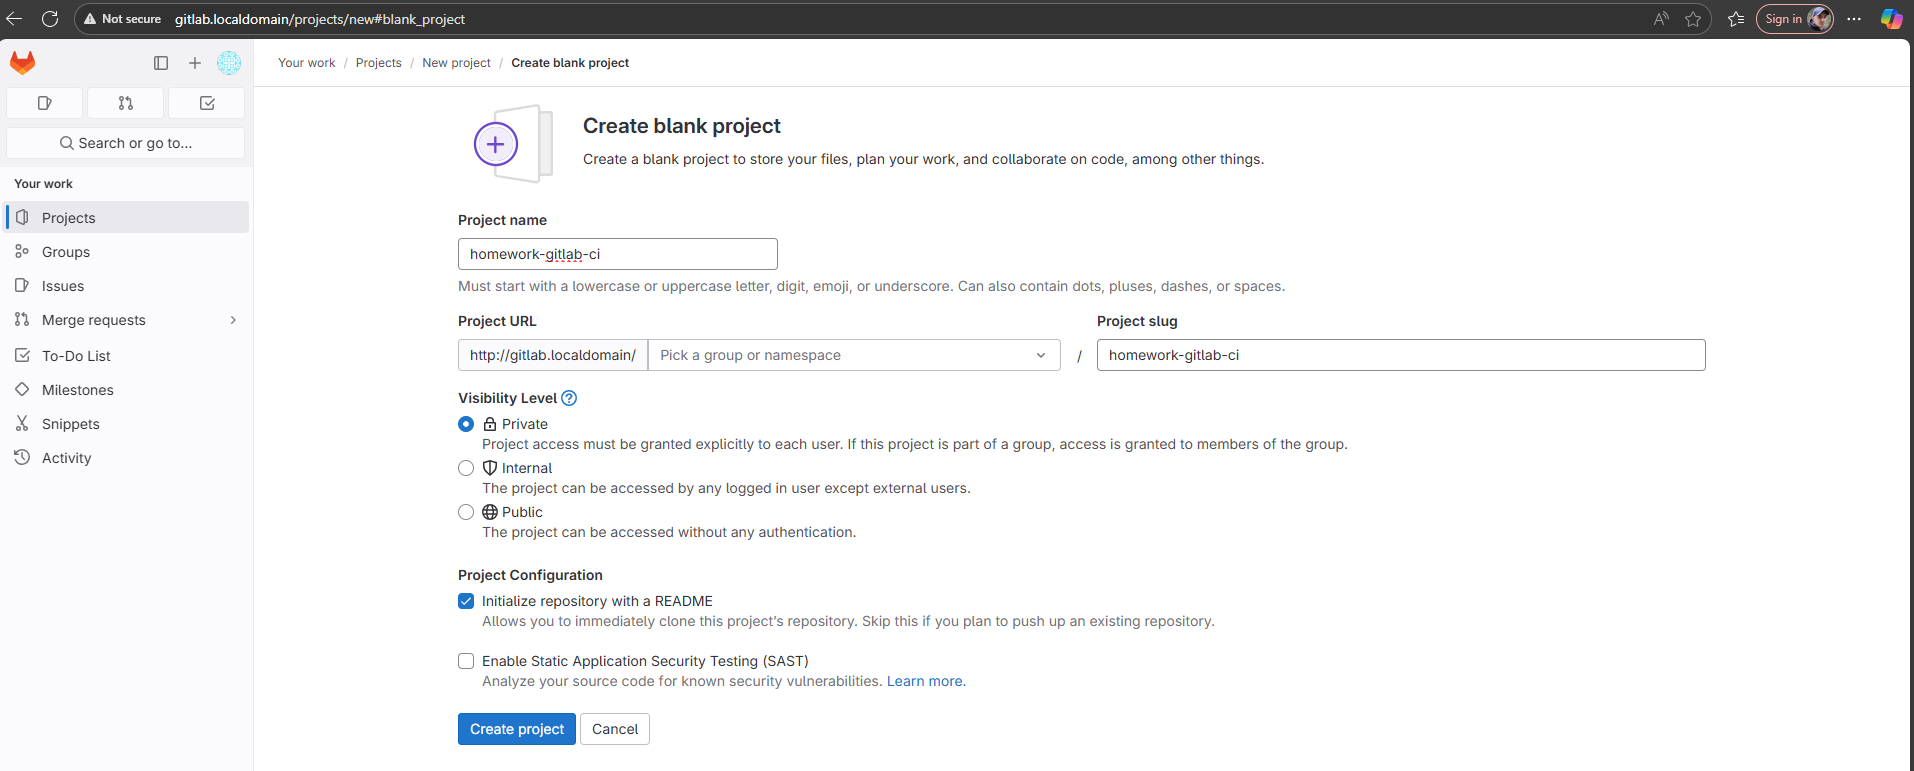 Not secure gitlab.localdomain/projects/new#blank_project
Sign in
Your work / Projects / New project / Create blank project
Search or go to...
Your work
Projects
Groups
Issues
Merge requests
To-Do List
Milestones
Snippets
Activity
Create blank project
Create a blank project to store your files, plan your work, and collaborate on code, among other things.
Project name
homework-gitlab-ci
Must start with a lowercase or uppercase letter, digit, emoji, or underscore. Can also contain dots, pluses, dashes, or spaces.
Project URL
http://gitlab.localdomain/ Pick a group or namespace
/
Project slug
homework-gitlab-ci
Visibility Level
Private
Project access must be granted explicitly to each user. If this project is part of a group, access is granted to members of the group.
Internal
The project can be accessed by any logged in user except external users.
Public
The project can be accessed without any authentication.
Project Configuration
Initialize repository with a README
Allows you to immediately clone this project's repository. Skip this if you plan to push up an existing repository.
Enable Static Application Security Testing (SAST)
Analyze your source code for known security vulnerabilities. Learn more.
Create project
Cancel